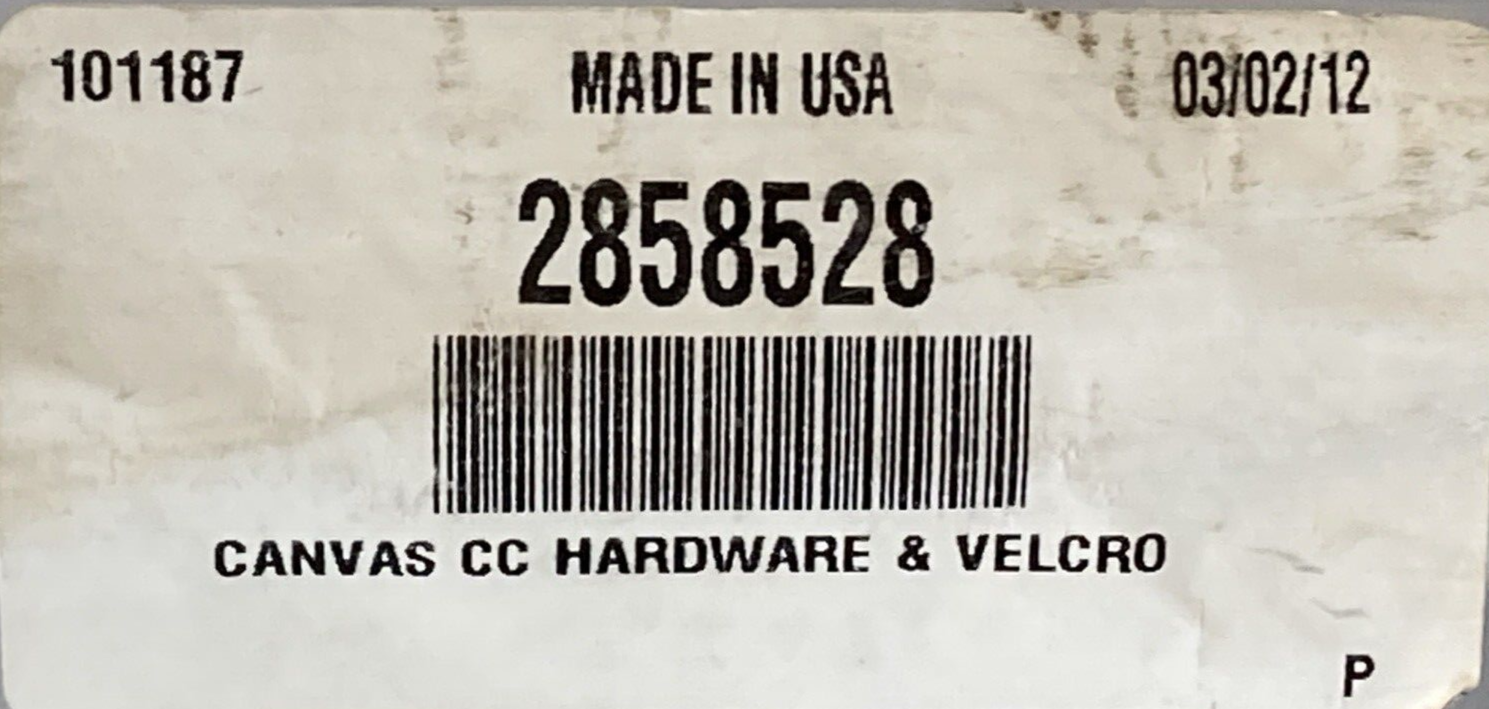 101187 MADE IN USA 03/02/12
2858528
CANVAS CC HARDWARE & VELCRO
P